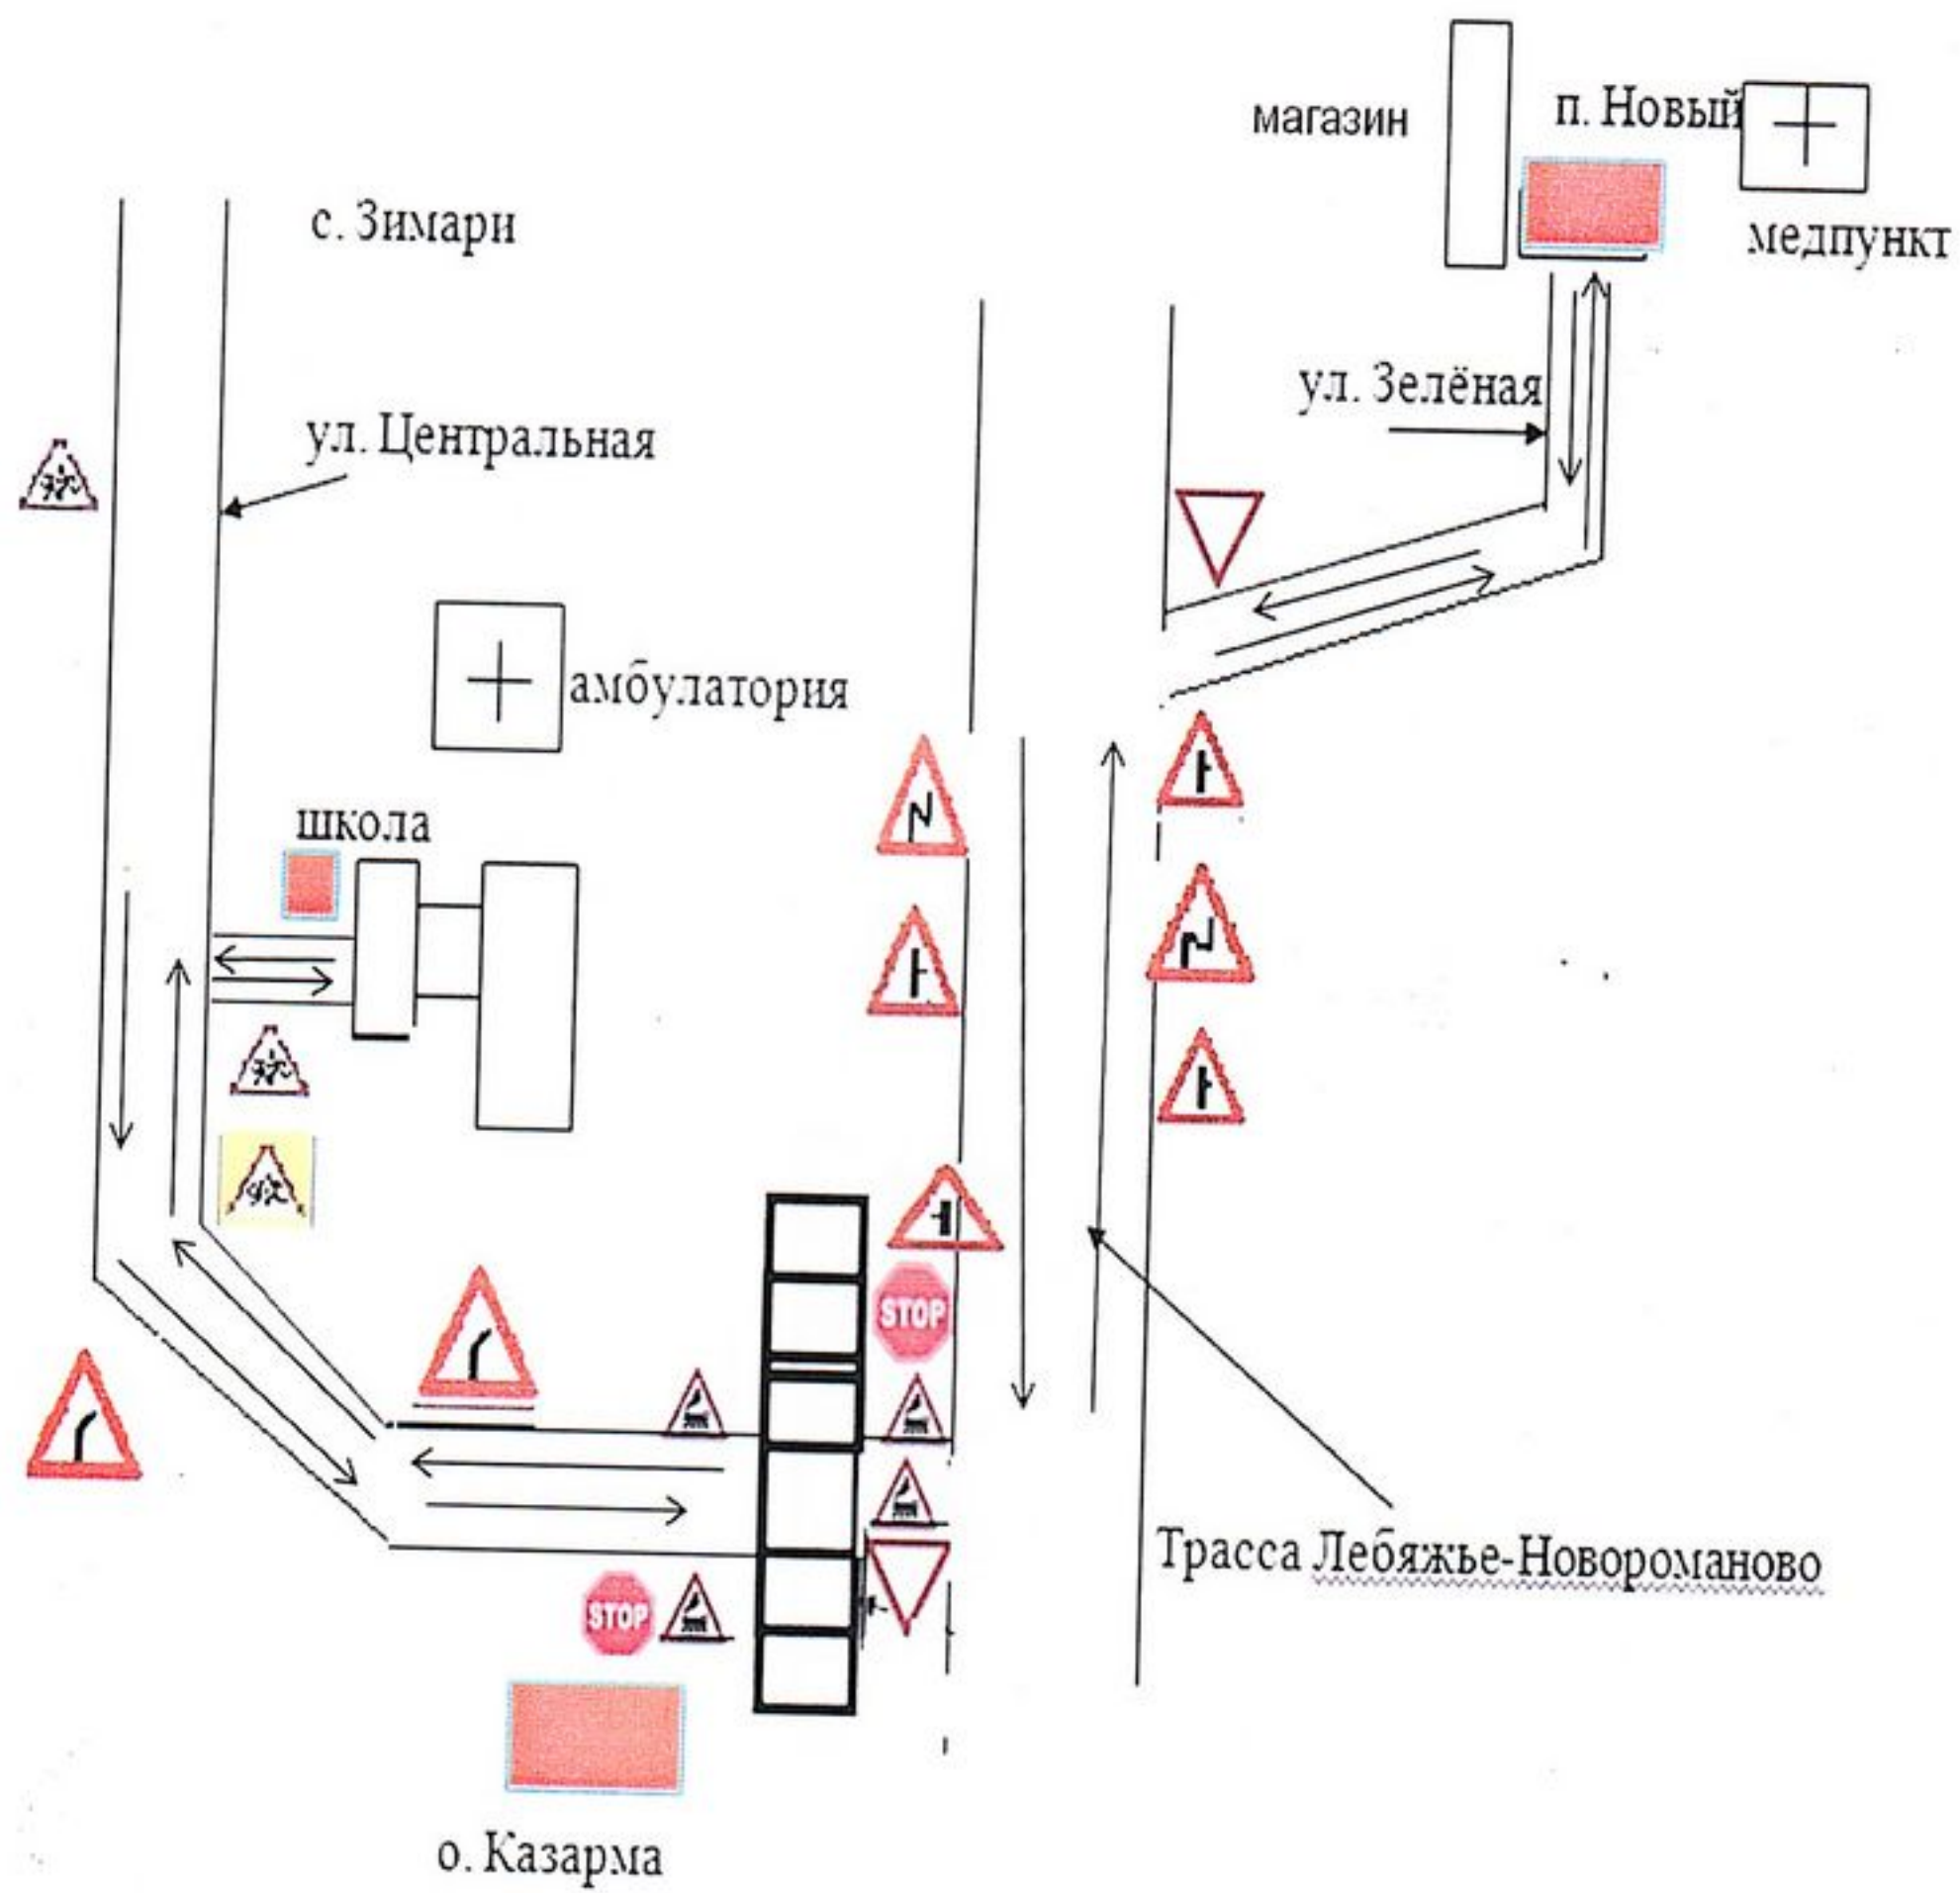 магазин
п. Новый
медпункт
с. Зимари
ул. Зелёная
ул. Центральная
амбулатория
школа
STOP
STOP
Трасса Лебяжье-Новороманово
о. Казарма